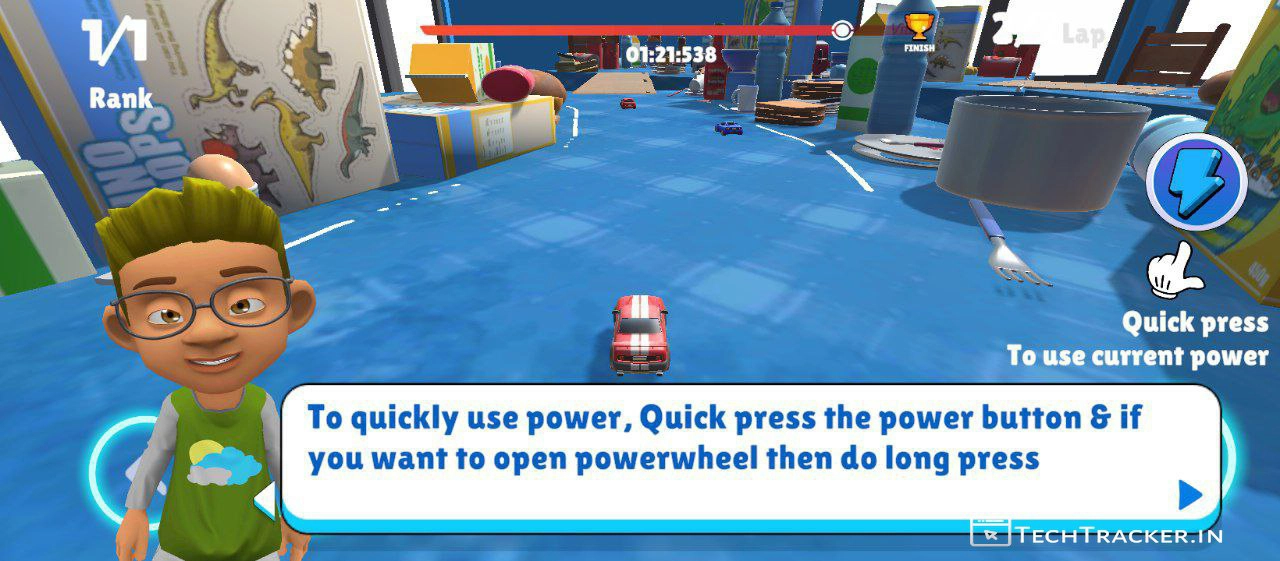 1/1
Rank
01:21:538
FINISH
Lap
Quick press
To use current power
To quickly use power, Quick press the power button & if
you want to open powerwheel then do long press
TECHTRACKER.IN